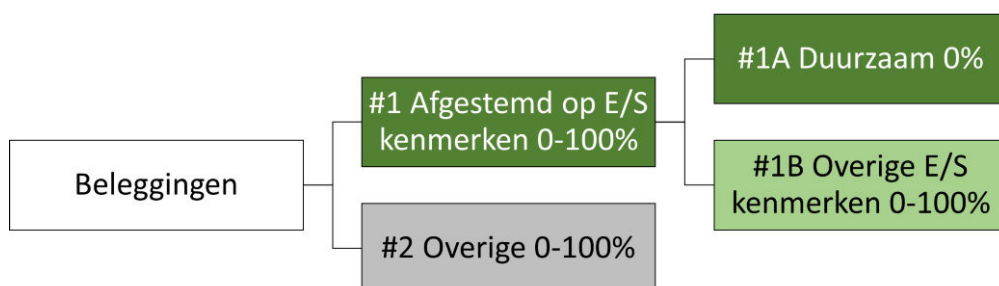 Beleggingen
#1 Afgestemd op E/S
kenmerken 0-100%
#2 Overige 0-100%
#1A Duurzaam 0%
#1B Overige E/S
kenmerken 0-100%